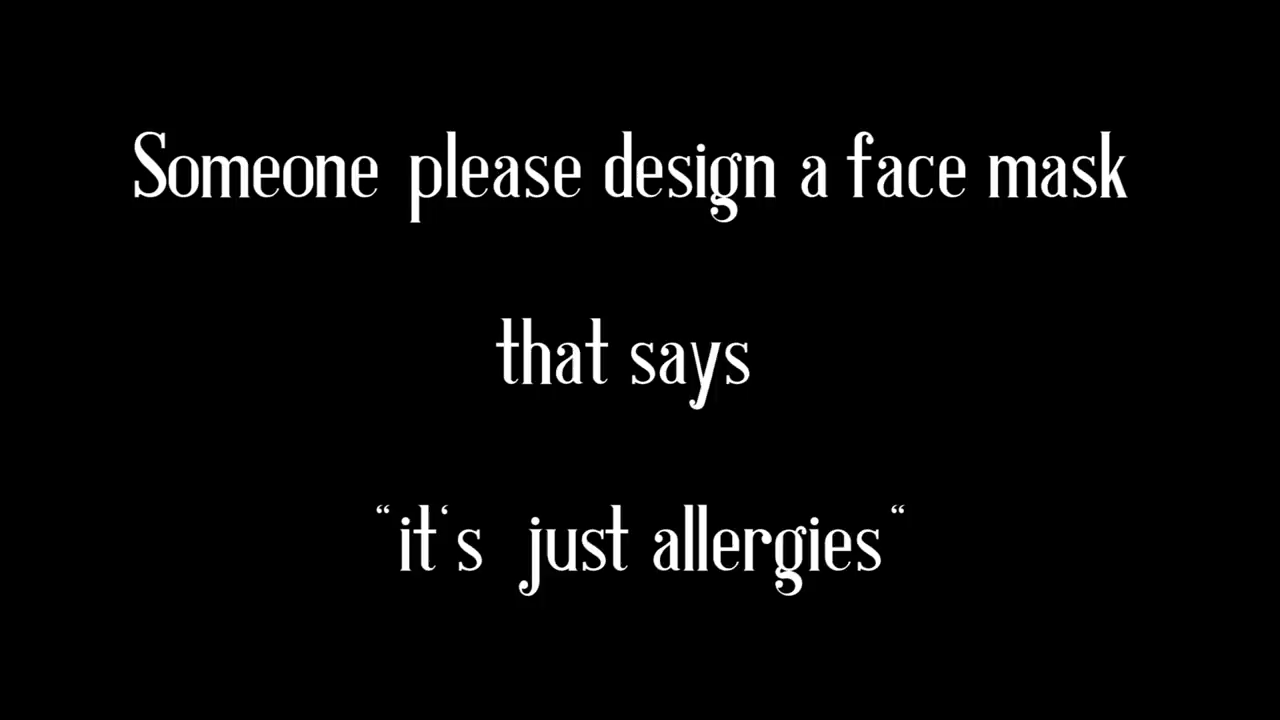 Someone please design a face mask
that says
“it‘s just allergies“